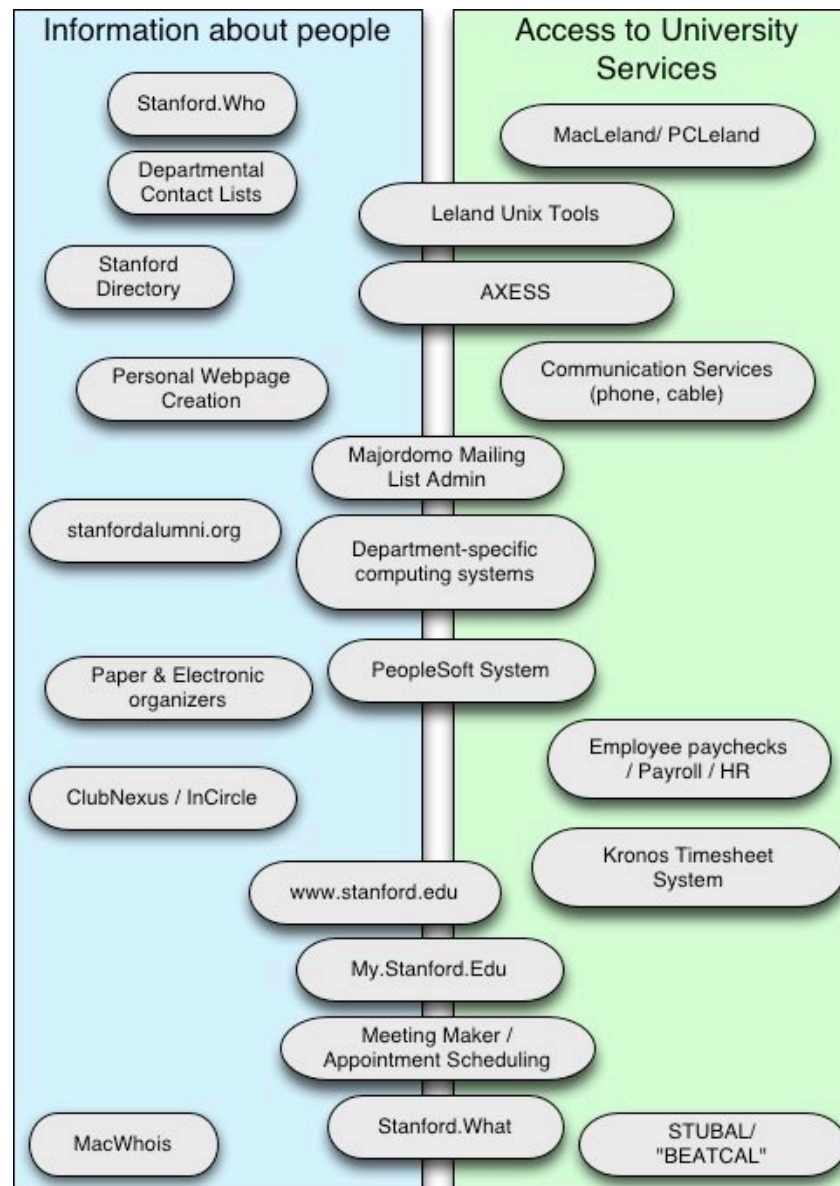 Information about people
Access to University
Services
Stanford.Who
MacLeland/ PCLeland
Departmental
Contact Lists
Leland Unix Tools
Stanford
Directory
AXESS
Personal Webpage
Creation
Communication Services
(phone, cable)
Majordomo Mailing
List Admin
stanfordalumni.org
Department-specific
computing systems
Paper & Electronic
organizers
PeopleSoft System
Employee paychecks
/ Payroll / HR
ClubNexus / InCircle
Kronos Timesheet
System
www.stanford.edu
My.Stanford.Edu
Meeting Maker /
Appointment Scheduling
Stanford.What
MacWhois
STUBAL/
"BEATCAL"